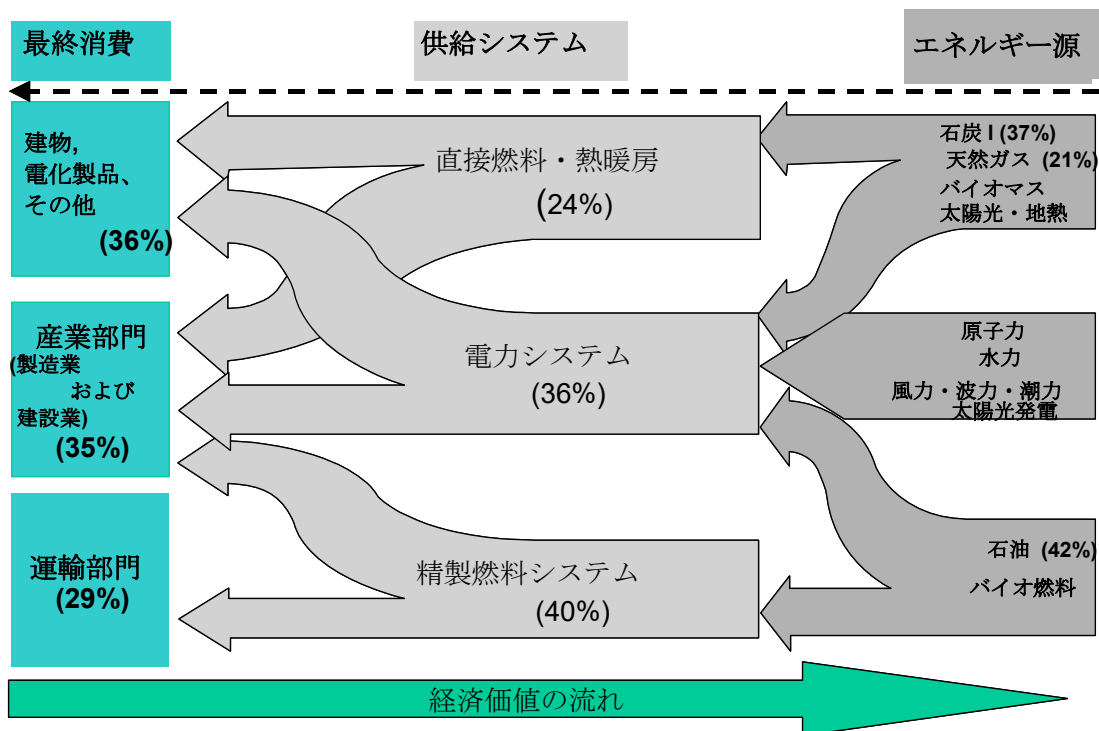 最終消費
供給システム
エネルギー源
建物,
電化製品、
その他
(36%)
直接燃料・熱暖房
(24%)
石炭 I (37%)
天然ガス (21%)
バイオマス
太陽光・地熱
産業部門
(製造業
および
建設業)
(35%)
電力システム
(36%)
原子力
水力
風力・波力・潮力
太陽光発電
運輸部門
(29%)
精製燃料システム
(40%)
石油 (42%)
バイオ燃料
経済価値の流れ